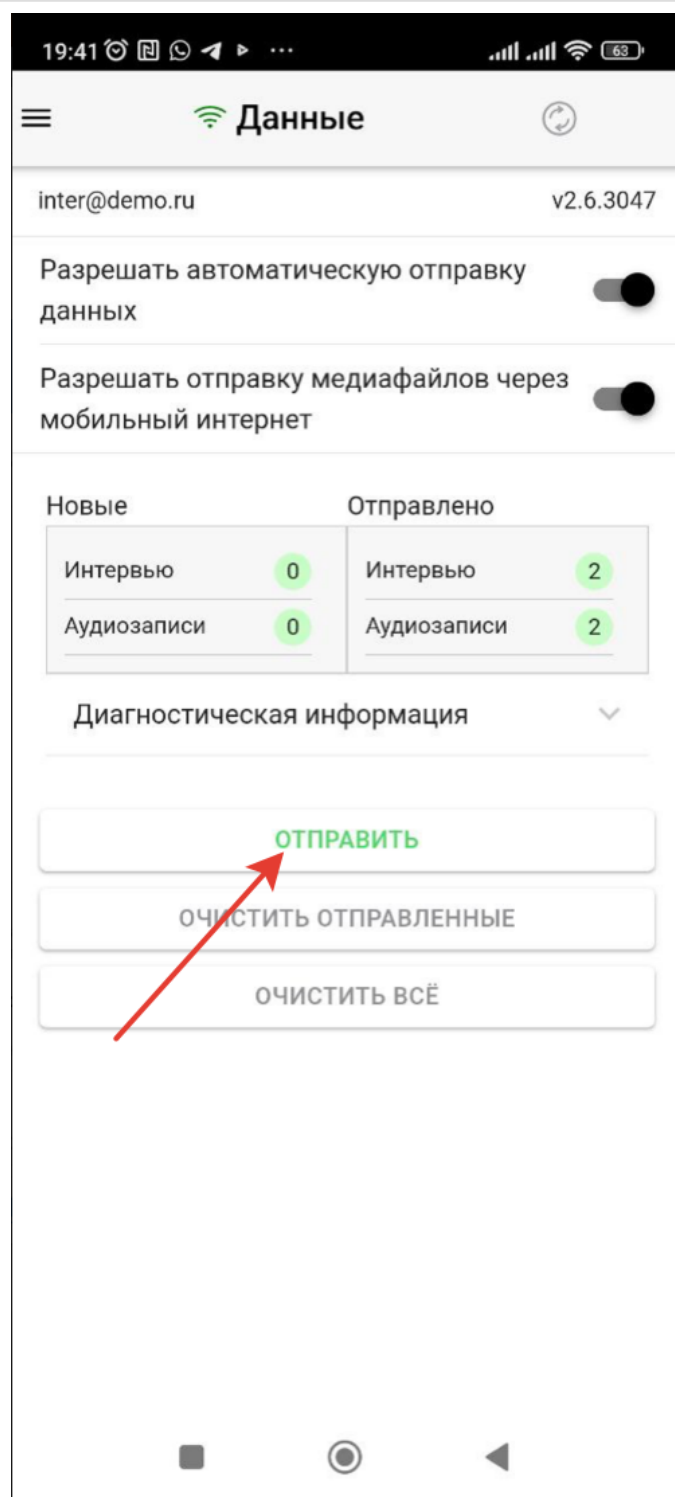 19:41
63
Данные
inter@demo.ru v2.6.3047
Разрешать автоматическую отправку
данных
Разрешать отправку медиафайлов через
мобильный интернет
Новые Отправлено
Интервью 0 Интервью 2
Аудиозаписи 0 Аудиозаписи 2
Диагностическая информация
ОТПРАВИТЬ
ОЧИСТИТЬ ОТПРАВЛЕННЫЕ
ОЧИСТИТЬ ВСЁ